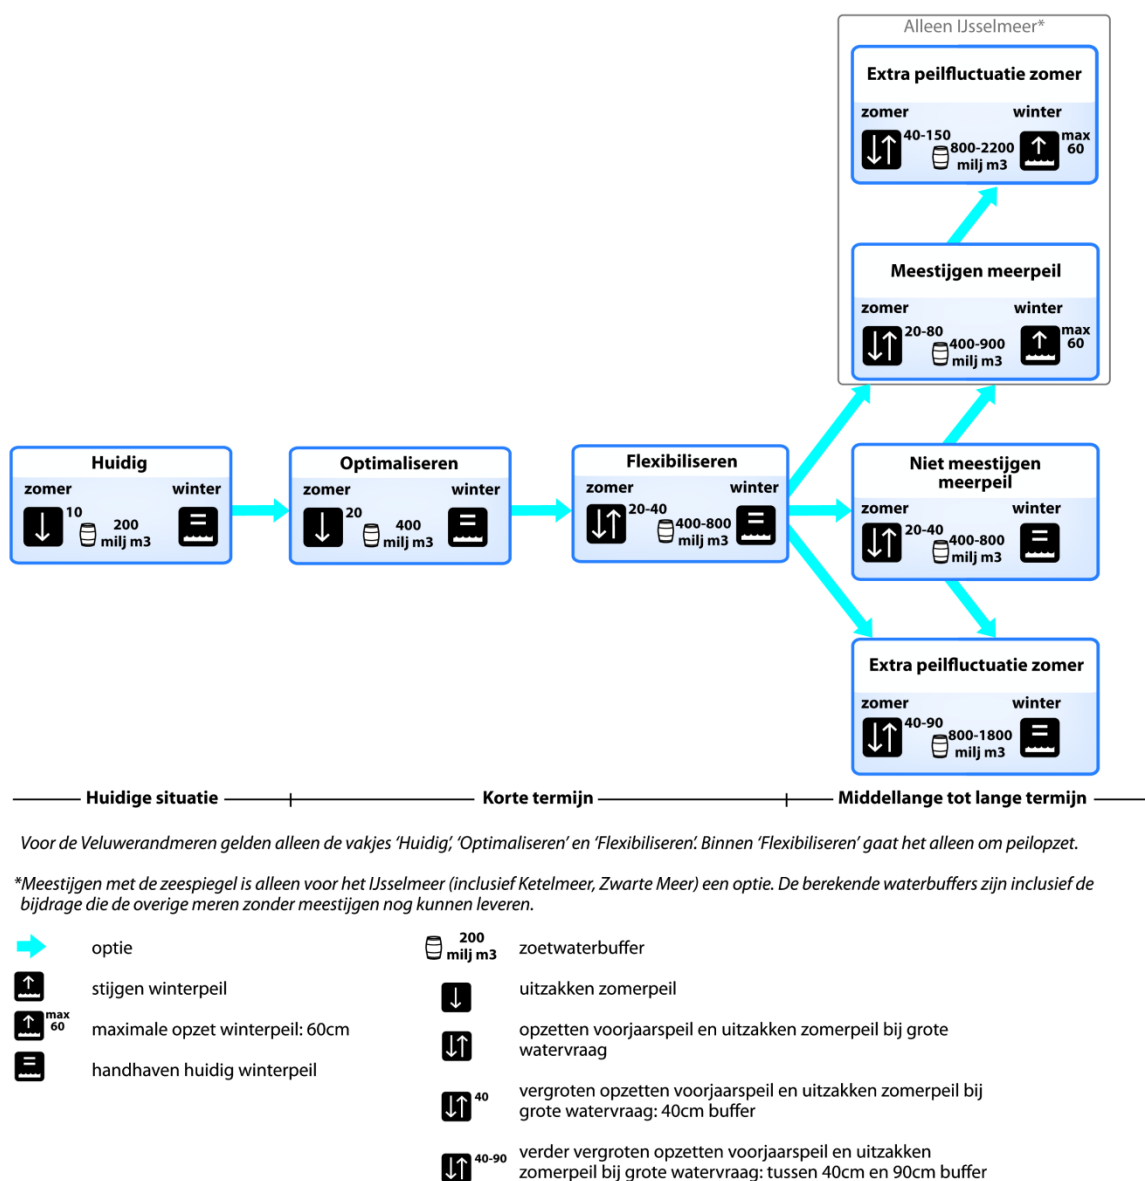 Alleen IJsselmeer*
Extra peilfluctuatie zomer
zomer winter
40-150 800-2200 milj m3 max 60
Meestijgen meerpeil
zomer winter
20-80 400-900 milj m3 max 60
Huidig
zomer winter
10 200 milj m3
Optimaliseren
zomer winter
20 400 milj m3
Flexibiliseren
zomer winter
20-40 400-800 milj m3
Niet meestijgen
meerpeil
zomer winter
20-40 400-800 milj m3
Extra peilfluctuatie zomer
zomer winter
40-90 800-1800 milj m3
Huidige situatie Korte termijn Middellange tot lange termijn
Voor de Veluwerandmeren gelden alleen de vakjes ‘Huidig’, ‘Optimaliseren’ en ‘Flexibiliseren’. Binnen ‘Flexibiliseren’ gaat het alleen om peilopzet.
*Meestijgen met de zeespiegel is alleen voor het IJsselmeer (inclusief Ketelmeer, Zwarte Meer) een optie. De berekende waterbuffers zijn inclusief de
bijdrage die de overige meren zonder meestijgen nog kunnen leveren.
optie
stijgen winterpeil
max 60 maximale opzet winterpeil: 60cm
handhaven huidig winterpeil
200 milj m3 zoetwaterbuffer
uitzakken zomerpeil
opzetten voorjaarspeil en uitzakken zomerpeil bij grote
watervraag
40 vergroten opzetten voorjaarspeil en uitzakken zomerpeil bij
grote watervraag: 40cm buffer
40-90 verder vergroten opzetten voorjaarspeil en uitzakken
zomerpeil bij grote watervraag: tussen 40cm en 90cm buffer